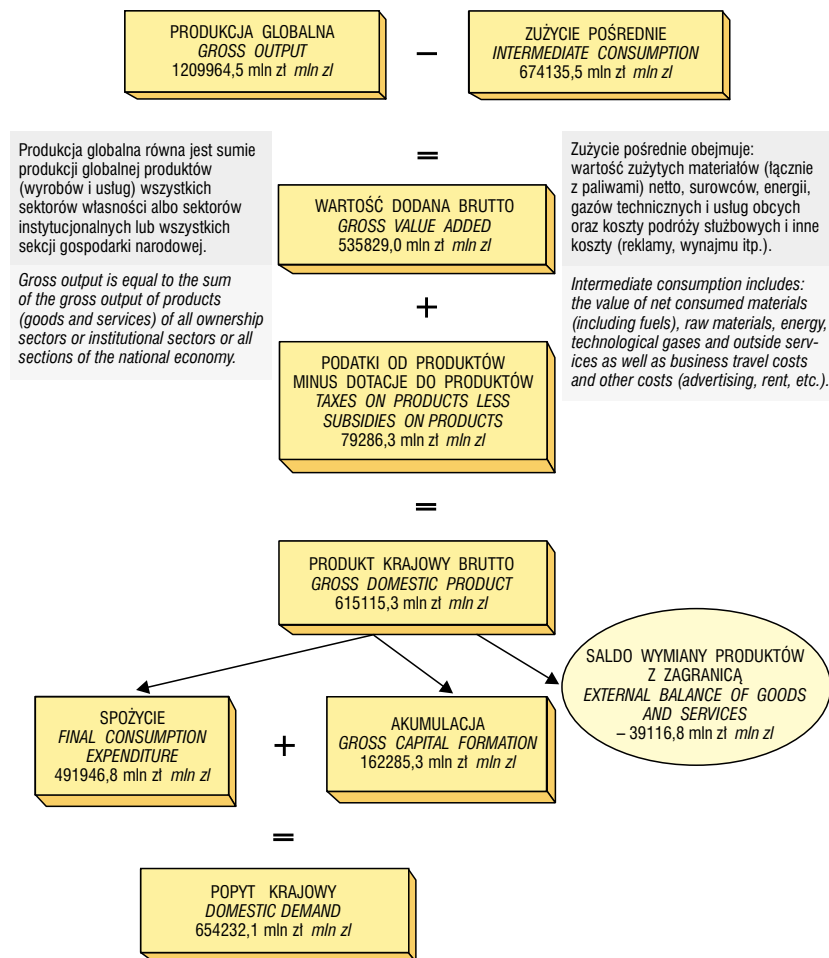 PRODUKCJA GLOBALNA
GROSS OUTPUT
1209964,5 mln zł mln zl
–
ZUŻYCIE POŚREDNIE
INTERMEDIATE CONSUMPTION
674135,5 mln zł mln zl
=
Produkcja globalna równa jest sumie
produkcji globalnej produktów
(wyrobów i usług) wszystkich
sektorów własności albo sektorów
instytucjonalnych lub wszystkich
sekcji gospodarki narodowej.
Gross output is equal to the sum
of the gross output of products
(goods and services) of all ownership
sectors or institutional sectors or all
sections of the national economy.
WARTOŚĆ DODANA BRUTTO
GROSS VALUE ADDED
535829,0 mln zł mln zl
Zużycie pośrednie obejmuje:
wartość zużytych materiałów (łącznie
z paliwami) netto, surowców, energii,
gazów technicznych i usług obcych
oraz koszty podróży służbowych i inne
koszty (reklamy, wynajmu itp.).
Intermediate consumption includes:
the value of net consumed materials
(including fuels), raw materials, energy,
technological gases and outside serv-
ices as well as business travel costs
and other costs (advertising, rent, etc.).
+
PODATKI OD PRODUKTÓW
MINUS DOTACJE DO PRODUKTÓW
TAXES ON PRODUCTS LESS
SUBSIDIES ON PRODUCTS
79286,3 mln zł mln zl
=
PRODUKT KRAJOWY BRUTTO
GROSS DOMESTIC PRODUCT
615115,3 mln zł mln zl
SPOŻYCIE
FINAL CONSUMPTION
EXPENDITURE
491946,8 mln zł mln zl
+
AKUMULACJA
GROSS CAPITAL FORMATION
162285,3 mln zł mln zl
SALDO WYMIANY PRODUKTÓW
Z ZAGRANICĄ
EXTERNAL BALANCE OF GOODS
AND SERVICES
– 39116,8 mln zł mln zl
=
POPYT KRAJOWY
DOMESTIC DEMAND
654232,1 mln zł mln zl